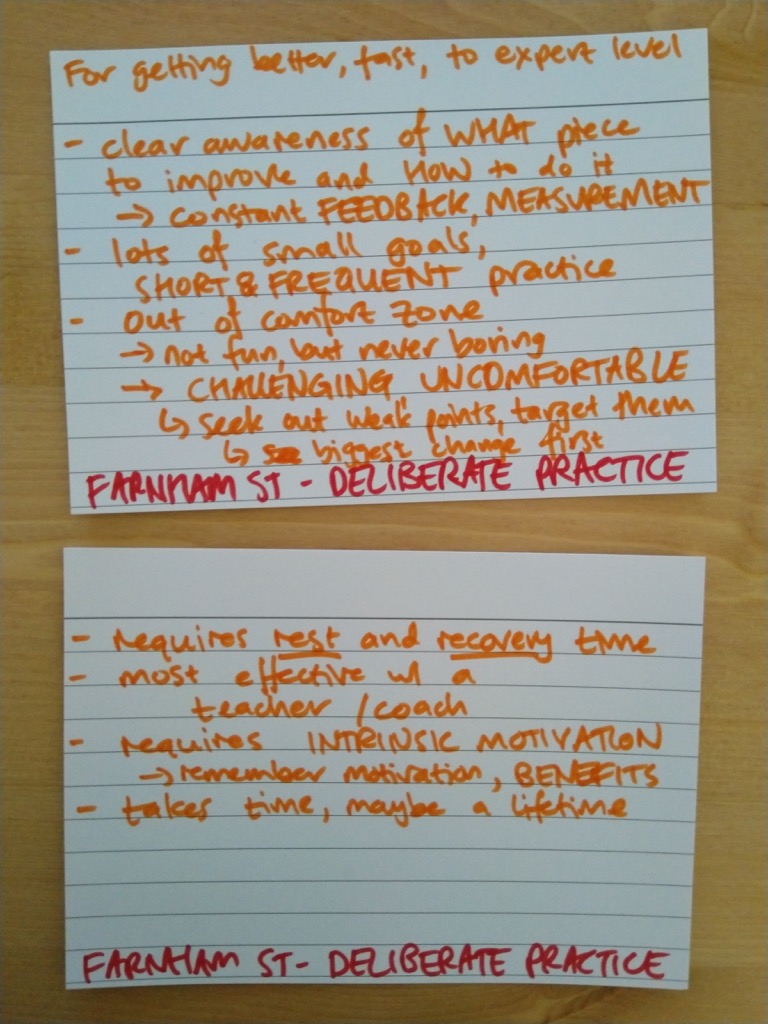 For getting better, fast, to expert level
- clear awareness of WHAT piece
to improve and HOW to do it
→ constant FEEDBACK, MEASUREMENT
- lots of small goals,
SHORT & FREQUENT practice
- out of comfort zone
→ not fun, but never boring
→ CHALLENGING UNCOMFORTABLE
↳ seek out weak points, target them
↳ biggest change first
FARNHAM ST - DELIBERATE PRACTICE
- requires rest and recovery time
- most effective w/ a
teacher / coach
- requires INTRINSIC MOTIVATION
→ remember motivation, BENEFITS
- takes time, maybe a lifetime
FARNHAM ST - DELIBERATE PRACTICE